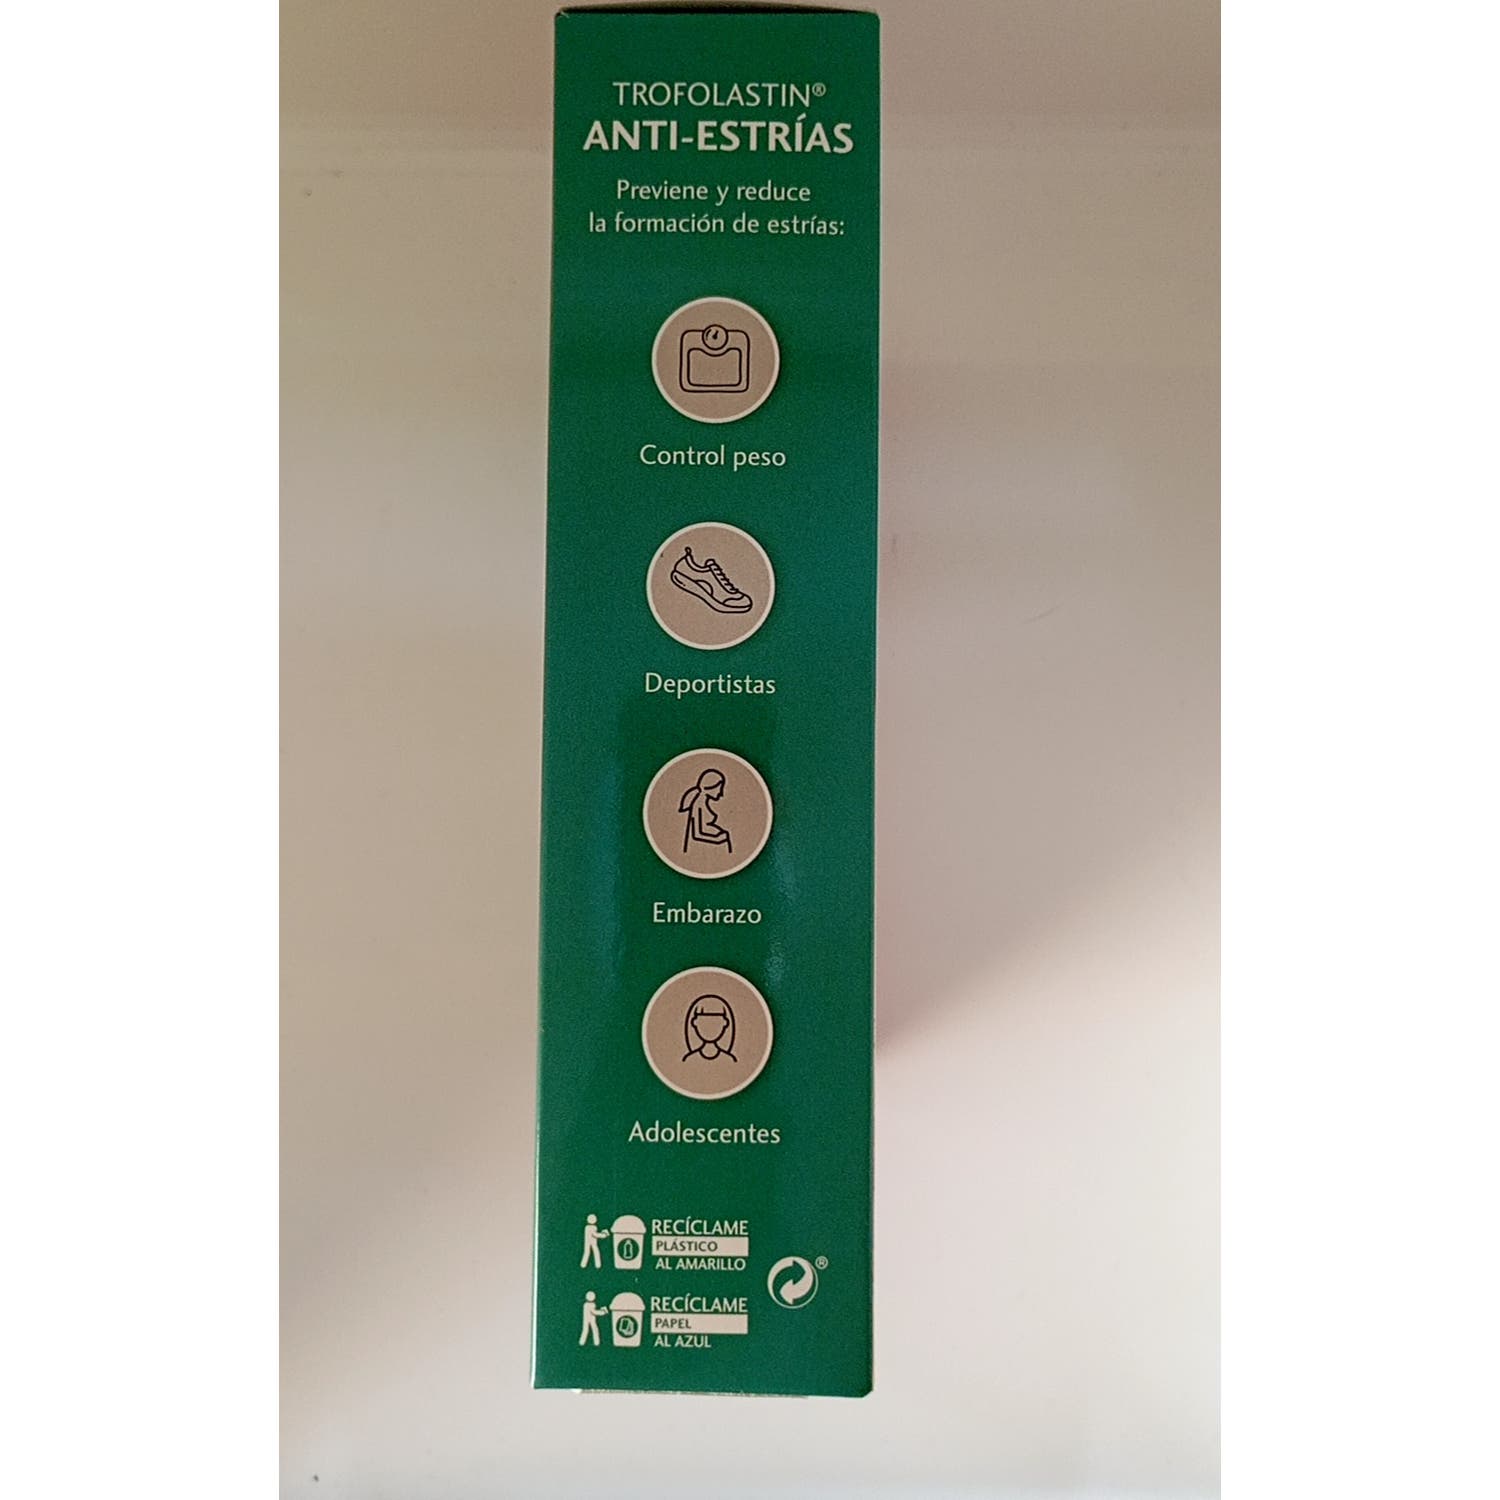 TROFOLASTIN®
ANTI-ESTRÍAS
Previene y reduce
la formación de estrías:
Control peso
Deportistas
Embarazo
Adolescentes
RECÍCLAME
PLÁSTICO
AL AMARILLO
®
RECÍCLAME
PAPEL
AL AZUL